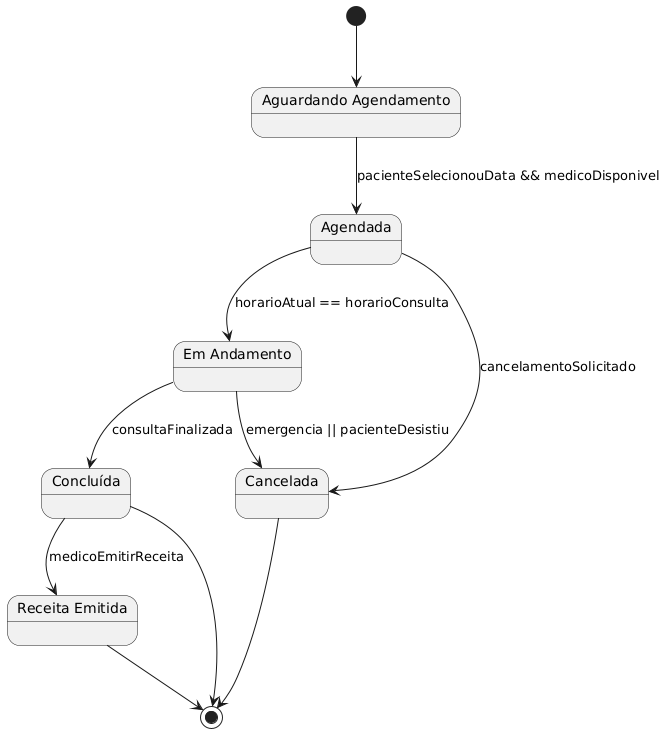 Aguardando Agendamento
pacienteSelecionouData && medicoDisponivel
Agendada
horarioAtual == horarioConsulta
Em Andamento
cancelamentoSolicitado
consultaFinalizada
emergencia || pacienteDesistiu
Concluída
Cancelada
medicoEmitirReceita
Receita Emitida